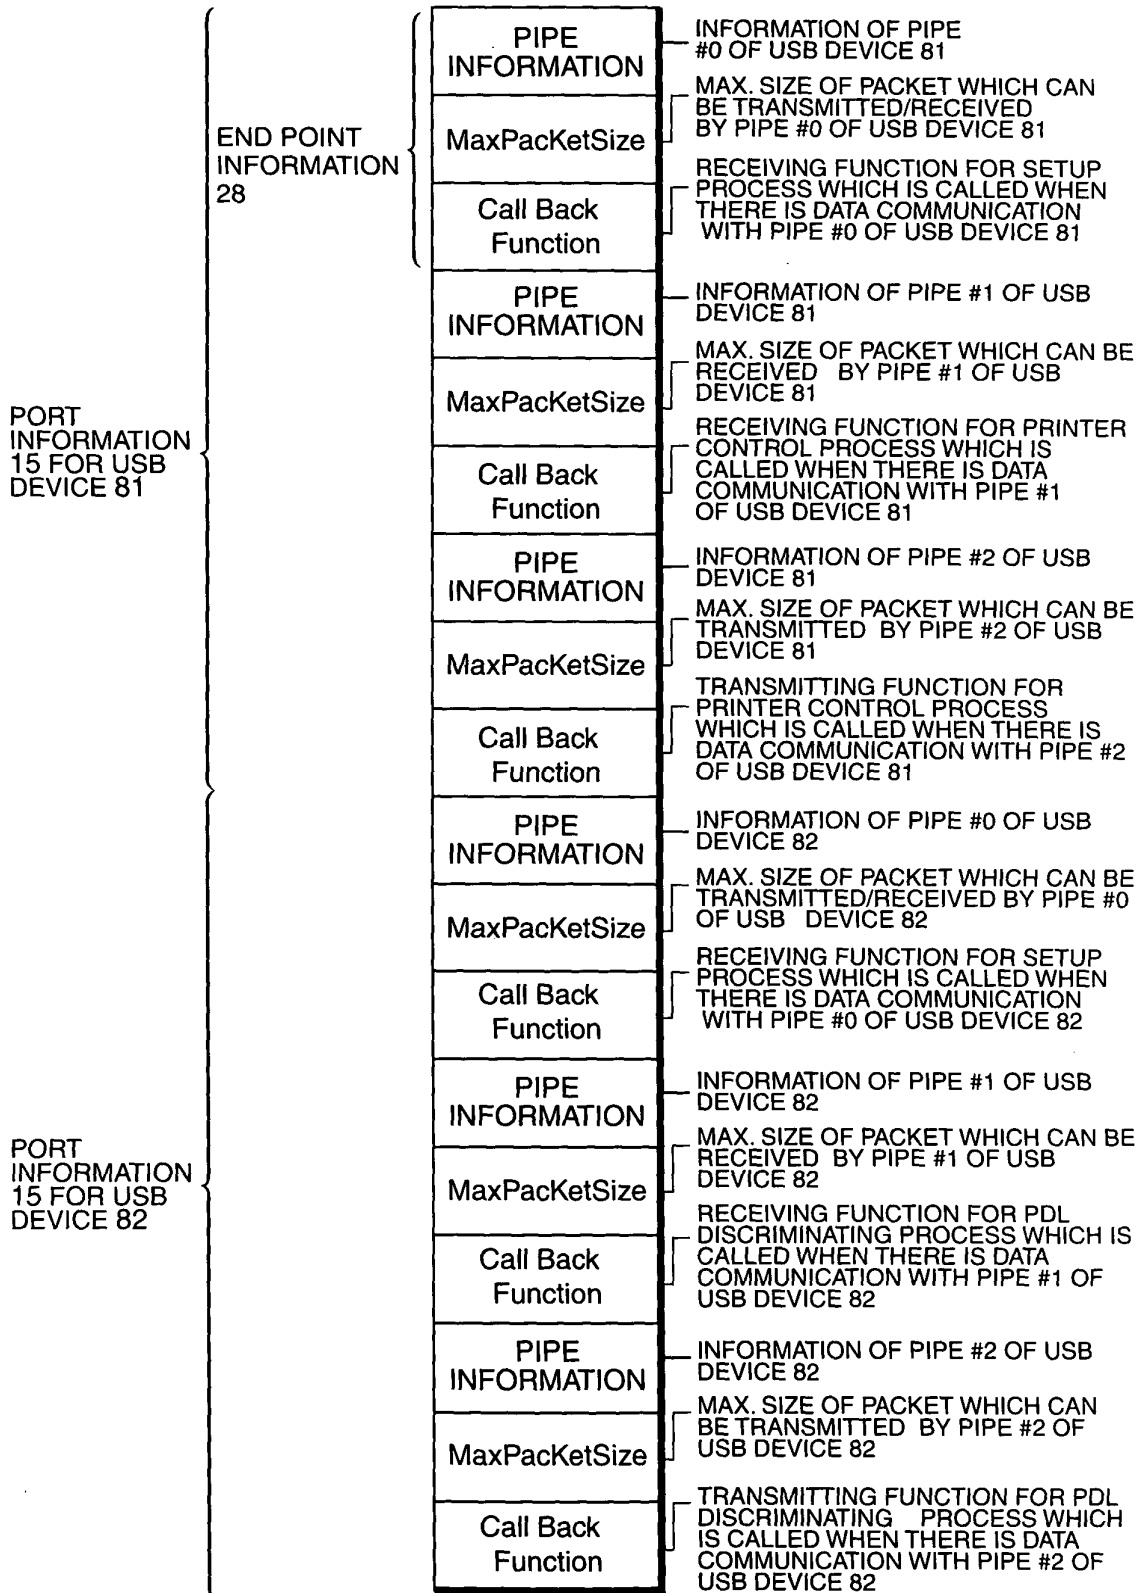 PORT
INFORMATION
15 FOR USB
DEVICE 81
END POINT
INFORMATION
28
PIPE
INFORMATION
INFORMATION OF PIPE
#0 OF USB DEVICE 81
MaxPacKetSize
MAX. SIZE OF PACKET WHICH CAN
BE TRANSMITTED/RECEIVED
BY PIPE #0 OF USB DEVICE 81
Call Back
Function
RECEIVING FUNCTION FOR SETUP
PROCESS WHICH IS CALLED WHEN
THERE IS DATA COMMUNICATION
WITH PIPE #0 OF USB DEVICE 81
PIPE
INFORMATION
INFORMATION OF PIPE #1 OF USB
DEVICE 81
MaxPacKetSize
MAX. SIZE OF PACKET WHICH CAN BE
RECEIVED BY PIPE #1 OF USB
DEVICE 81
Call Back
Function
RECEIVING FUNCTION FOR PRINTER
CONTROL PROCESS WHICH IS
CALLED WHEN THERE IS DATA
COMMUNICATION WITH PIPE #1
OF USB DEVICE 81
PIPE
INFORMATION
INFORMATION OF PIPE #2 OF USB
DEVICE 81
MaxPacKetSize
MAX. SIZE OF PACKET WHICH CAN BE
TRANSMITTED BY PIPE #2 OF USB
DEVICE 81
Call Back
Function
TRANSMITTING FUNCTION FOR
PRINTER CONTROL PROCESS
WHICH IS CALLED WHEN THERE IS
DATA COMMUNICATION WITH PIPE #2
OF USB DEVICE 81
PORT
INFORMATION
15 FOR USB
DEVICE 82
PIPE
INFORMATION
INFORMATION OF PIPE #0 OF USB
DEVICE 82
MaxPacKetSize
MAX. SIZE OF PACKET WHICH CAN BE
TRANSMITTED/RECEIVED BY PIPE #0
OF USB DEVICE 82
Call Back
Function
RECEIVING FUNCTION FOR SETUP
PROCESS WHICH IS CALLED WHEN
THERE IS DATA COMMUNICATION
WITH PIPE #0 OF USB DEVICE 82
PIPE
INFORMATION
INFORMATION OF PIPE #1 OF USB
DEVICE 82
MaxPacKetSize
MAX. SIZE OF PACKET WHICH CAN BE
RECEIVED BY PIPE #1 OF USB
DEVICE 82
Call Back
Function
RECEIVING FUNCTION FOR PDL
DISCRIMINATING PROCESS WHICH IS
CALLED WHEN THERE IS DATA
COMMUNICATION WITH PIPE #1 OF
USB DEVICE 82
PIPE
INFORMATION
INFORMATION OF PIPE #2 OF USB
DEVICE 82
MaxPacKetSize
MAX. SIZE OF PACKET WHICH CAN
BE TRANSMITTED BY PIPE #2 OF
USB DEVICE 82
Call Back
Function
TRANSMITTING FUNCTION FOR PDL
DISCRIMINATING PROCESS WHICH
IS CALLED WHEN THERE IS DATA
COMMUNICATION WITH PIPE #2 OF
USB DEVICE 82